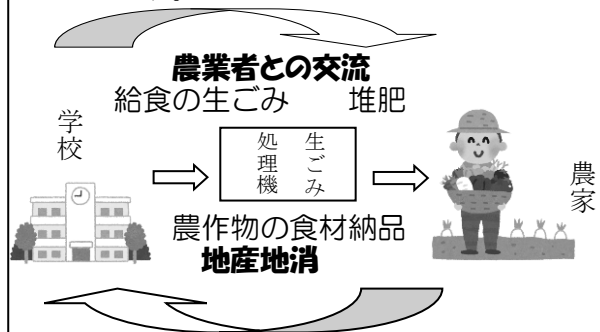 農業者との交流
給食の生ごみ　堆肥
学校
生ごみ
処理機
農家
農作物の食材納品
地産地消